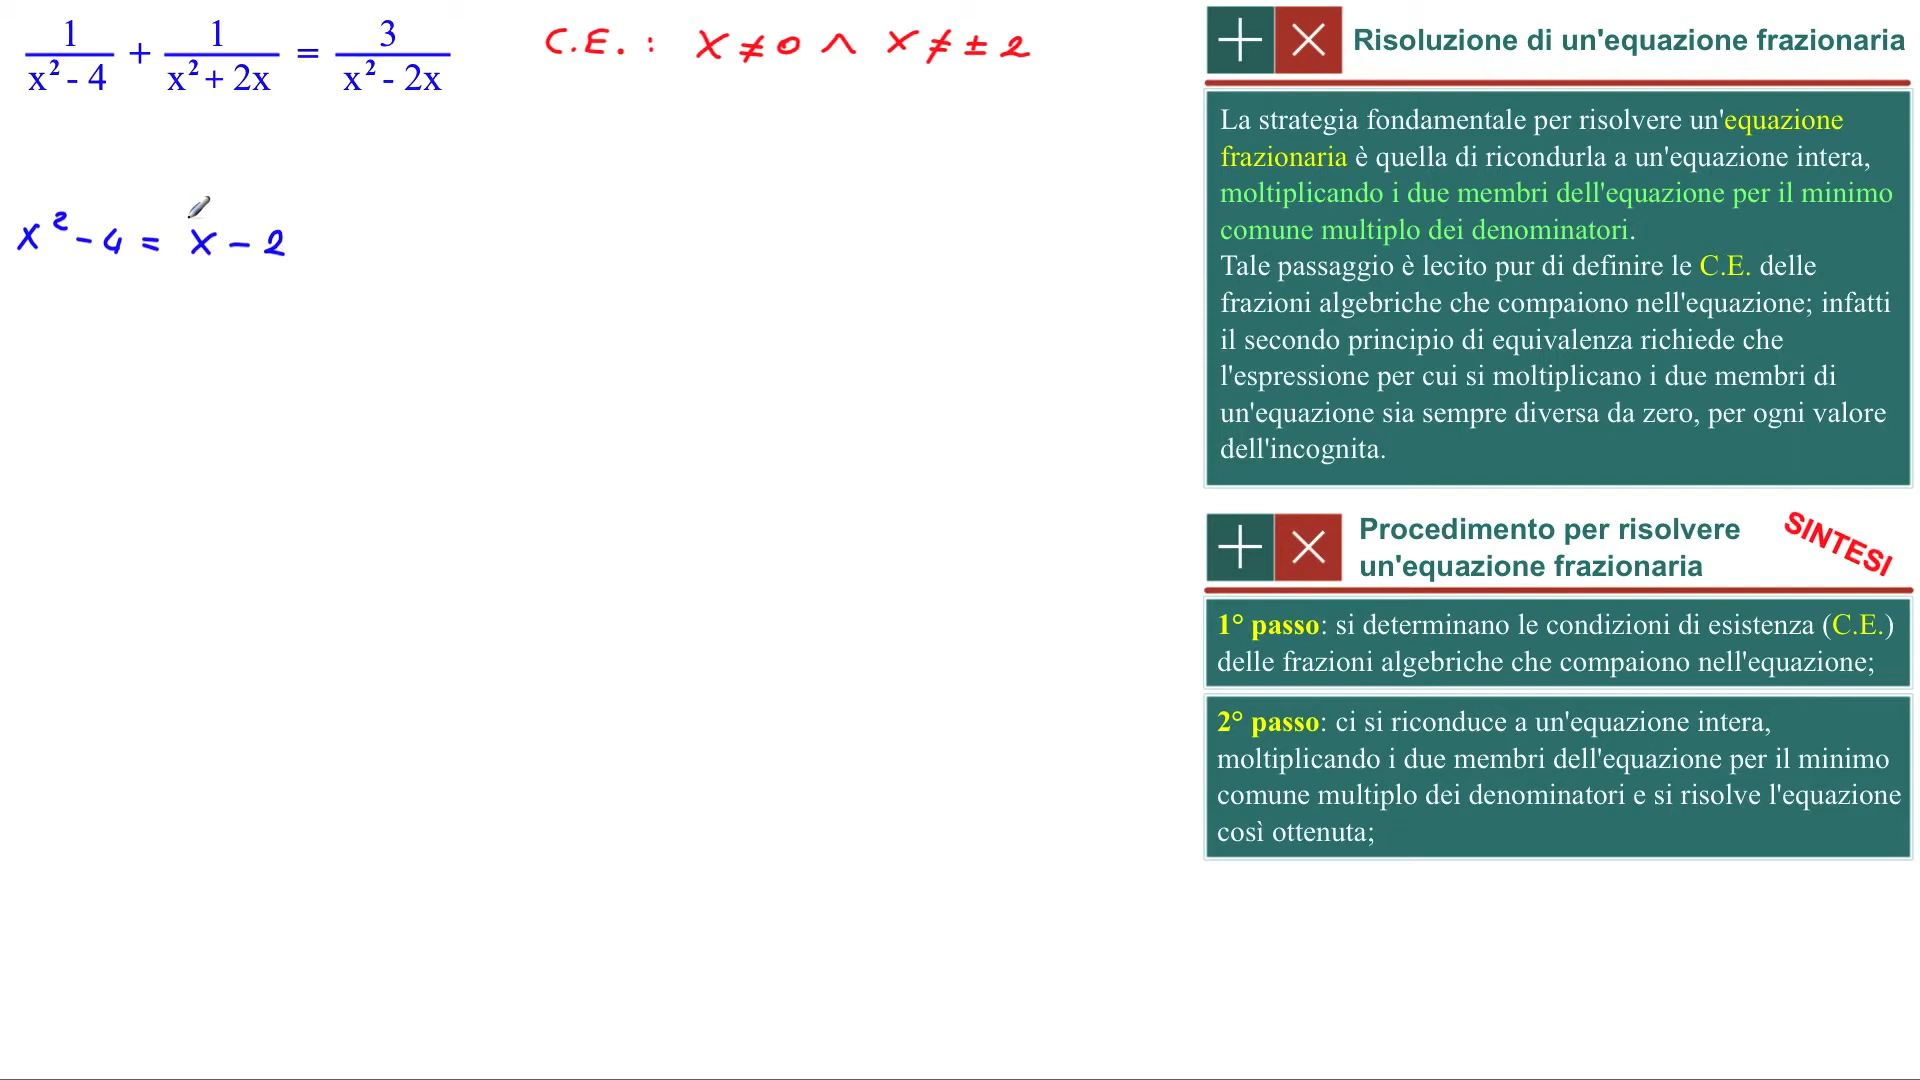 1/(x² - 4) + 1/(x² + 2x) = 3/(x² - 2x)
C.E. : x ≠ 0 ∧ x ≠ ± 2
x² - 4 = x - 2
Risoluzione di un'equazione frazionaria
La strategia fondamentale per risolvere un'equazione
frazionaria è quella di ricondurla a un'equazione intera,
moltiplicando i due membri dell'equazione per il minimo
comune multiplo dei denominatori.
Tale passaggio è lecito pur di definire le C.E. delle
frazioni algebriche che compaiono nell'equazione; infatti
il secondo principio di equivalenza richiede che
l'espressione per cui si moltiplicano i due membri di
un'equazione sia sempre diversa da zero, per ogni valore
dell'incognita.
Procedimento per risolvere
un'equazione frazionaria
SINTESI
1° passo: si determinano le condizioni di esistenza (C.E.)
delle frazioni algebriche che compaiono nell'equazione;
2° passo: ci si riconduce a un'equazione intera,
moltiplicando i due membri dell'equazione per il minimo
comune multiplo dei denominatori e si risolve l'equazione
così ottenuta;